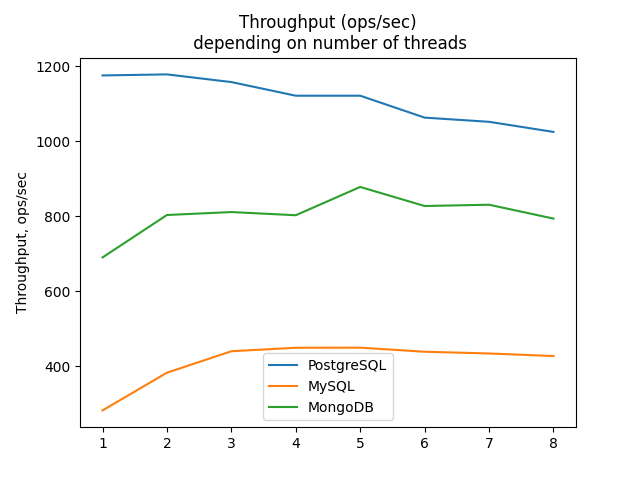 Throughput (ops/sec)
depending on number of threads
Throughput, ops/sec
1200
1000
800
600
400
PostgreSQL
MySQL
MongoDB
1 2 3 4 5 6 7 8